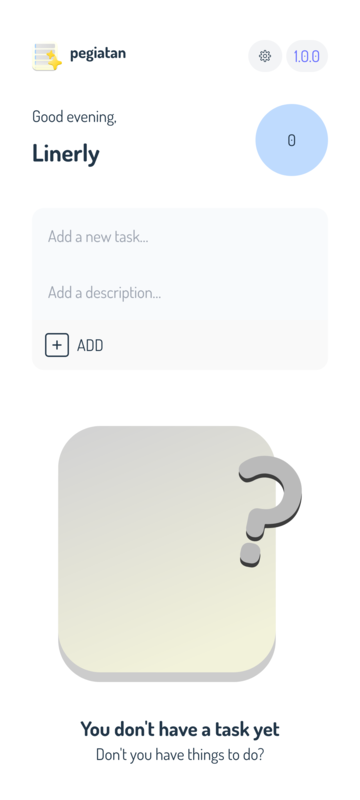 pegiatan
1.0.0
Good evening,
Linerly
0
Add a new task...
Add a description...
ADD
?
You don't have a task yet
Don't you have things to do?